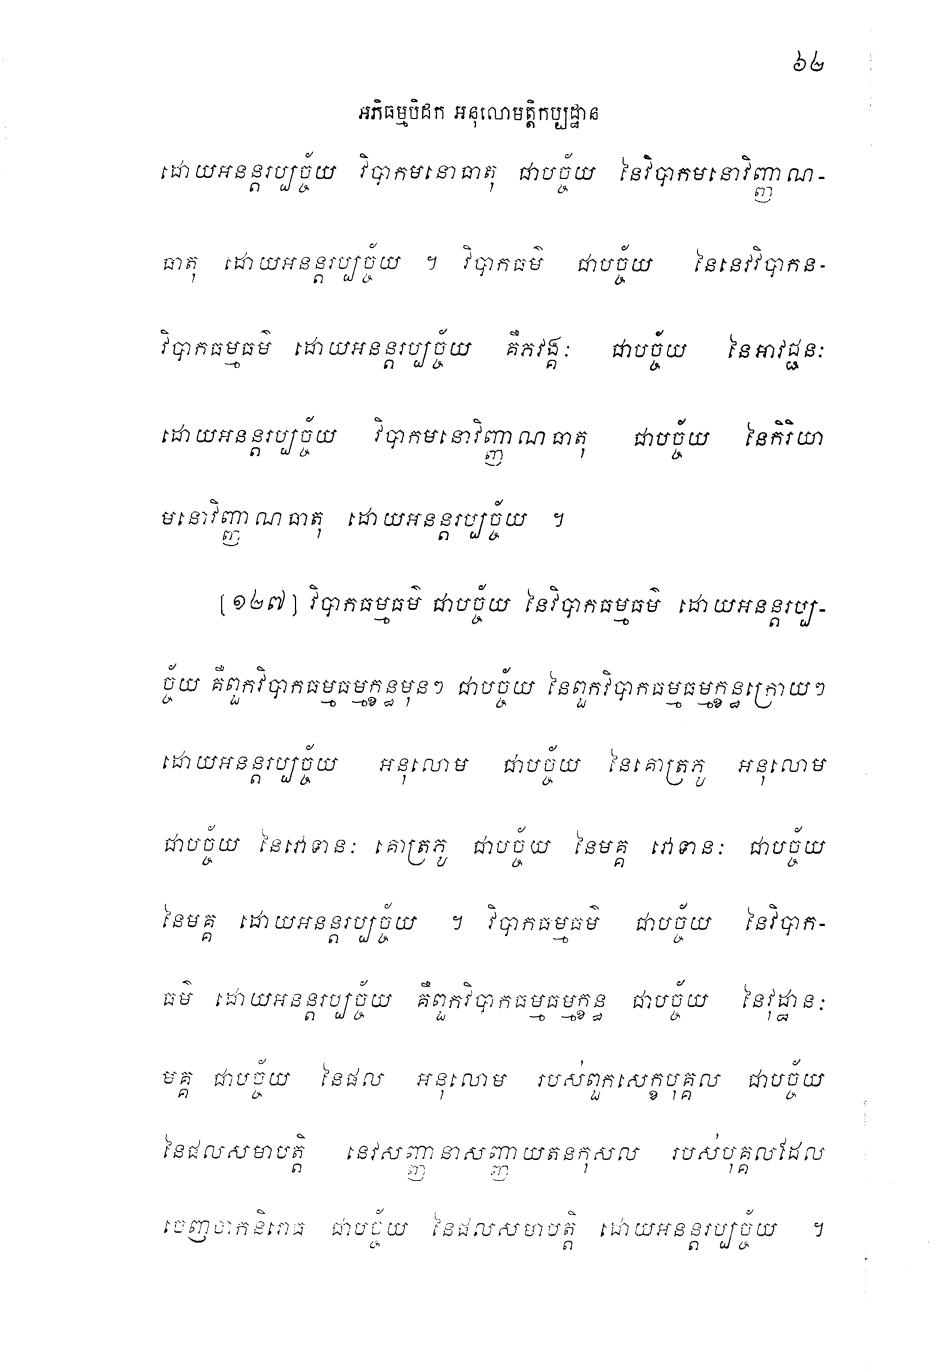 ៦២
អភិធម្មបិដក អនុលោមត្តិកប្បដ្ឋាន
ដោយអនន្តរប្បច្ច័យ វិបាកមនោធាតុ ជាបច្ច័យ នៃវិបាកមនោវិញ្ញាណ-
ធាតុ ដោយអនន្តរប្បច្ច័យ ។ វិបាកធម៌ ជាបច្ច័យ នៃនេវវិបាកន-
វិបាកធម្មធម៌ ដោយអនន្តរប្បច្ច័យ គឺភវង្គៈ ជាបច្ច័យ នៃអាវជ្ជនៈ
ដោយអនន្តរប្បច្ច័យ វិបាកមនោវិញ្ញាណធាតុ ជាបច្ច័យ នៃកិរិយា
មនោវិញ្ញាណធាតុ ដោយអនន្តរប្បច្ច័យ ។
[១២៧] វិបាកធម្មធម៌ ជាបច្ច័យ នៃវិបាកធម្មធម៌ ដោយអនន្តរប្ប-
ច្ច័យ គឺពួកវិបាកធម្មធម្មក្ខន្ធមុនៗ ជាបច្ច័យ នៃពួកវិបាកធម្មធម្មក្ខន្ធក្រោយៗ
ដោយអនន្តរប្បច្ច័យ អនុលោម ជាបច្ច័យ នៃគោត្រភូ អនុលោម
ជាបច្ច័យ នៃវោទានៈ គោត្រភូ ជាបច្ច័យ នៃមគ្គ វោទានៈ ជាបច្ច័យ
នៃមគ្គ ដោយអនន្តរប្បច្ច័យ ។ វិបាកធម្មធម៌ ជាបច្ច័យ នៃវិបាក-
ធម៌ ដោយអនន្តរប្បច្ច័យ គឺពួកវិបាកធម្មធម្មក្ខន្ធ ជាបច្ច័យ នៃវុដ្ឋានៈ
មគ្គ ជាបច្ច័យ នៃផល អនុលោម របស់ពួកសេក្ខបុគ្គល ជាបច្ច័យ
នៃផលសមាបត្តិ នេវសញ្ញានាសញ្ញាយតនកុសល របស់បុគ្គលដែល
ចេញចាកនិរោធ ជាបច្ច័យ នៃផលសមាបត្តិ ដោយអនន្តរប្បច្ច័យ ។